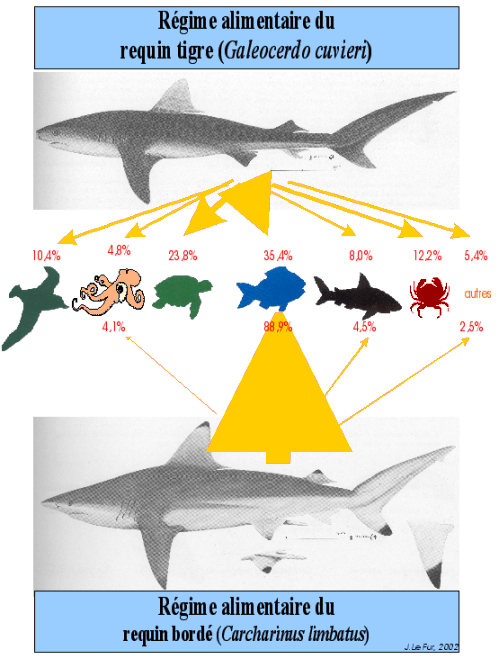 Régime alimentaire du
requin tigre (Galeocerdo cuvieri)
10,4% 4,8% 23,8% 35,4% 8,0% 12,2% 5,4%
autres
4,1% 88,9% 4,5% 2,5%
Régime alimentaire du
requin bordé (Carcharinus limbatus)
J.Le Fur, 2002